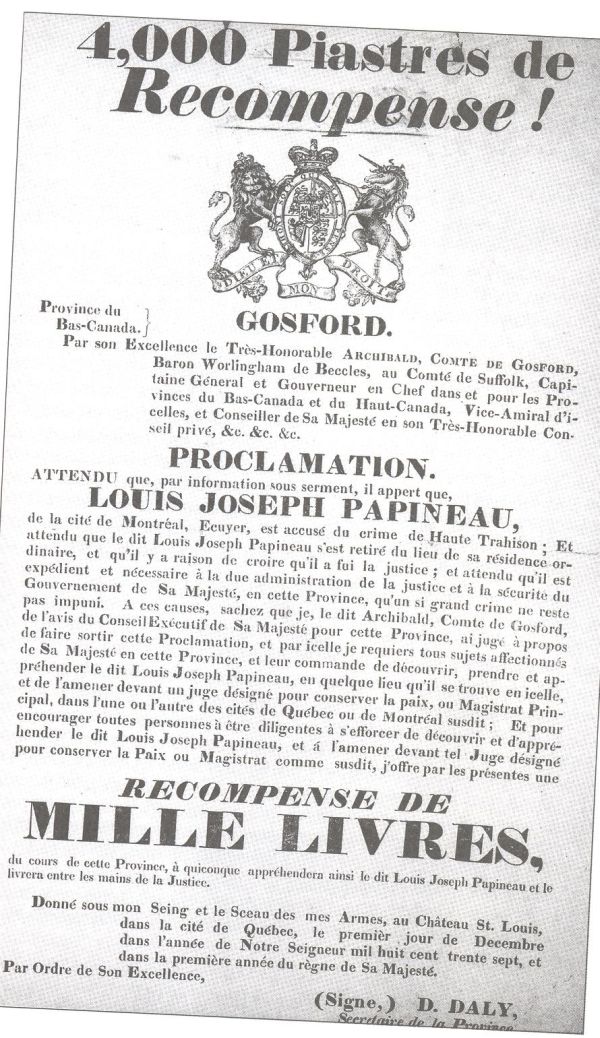 4,000 Piastres de
Recompense !
DIEU ET
MON
DROIT
Province du
Bas-Canada.}
GOSFORD.
Par son Excellence le Très-Honorable ARCHIBALD, COMTE DE GOSFORD,
Baron Worlingham de Beccles, au Comté de Suffolk, Capi-
taine Géneral et Gouverneur en Chef dans et pour les Pro-
vinces du Bas-Canada et du Haut-Canada, Vice-Amiral d'i-
celles, et Conseiller de Sa Majesté en son Très-Honorable Con-
seil privé, &c. &c. &c.
PROCLAMATION.
ATTENDU que, par information sous serment, il appert que,
LOUIS JOSEPH PAPINEAU,
de la cité de Montréal, Ecuyer, est accusé du crime de Haute Trahison ; Et
attendu que le dit Louis Joseph Papineau s'est retiré du lieu de sa résidence or-
dinaire, et qu'il y a raison de croire qu'il a fui la justice ; et attendu qu'il est
expédient et nécessaire à la due administration de la justice et à la sécurité du
Gouvernement de Sa Majesté, en cette Province, qu'un si grand crime ne reste
pas impuni. A ces causes, sachez que je, le dit Archibald, Comte de Gosford,
de l'avis du Conseil Exécutif de Sa Majesté pour cette Province, ai jugé à propos
de faire sortir cette Proclamation, et par icelle je requiers tous sujets affectionnés
de Sa Majesté en cette Province, et leur commande de découvrir, prendre et ap-
préhender le dit Louis Joseph Papineau, en quelque lieu qu'il se trouve en icelle,
et de l'amener devant un juge désigné pour conserver la paix, ou Magistrat Prin-
cipal, dans l'une ou l'autre des cités de Québec ou de Montréal susdit ; Et pour
encourager toutes personnes à être diligentes à s'efforcer de découvrir et d'appré-
hender le dit Louis Joseph Papineau, et á l'amener devant tel Juge désigné
pour conserver la Paix ou Magistrat comme susdit, j'offre par les présentes une
RECOMPENSE DE
MILLE LIVRES,
du cours de cette Province, à quiconque appréhendera ainsi le dit Louis Joseph Papineau et le
livrera entre les mains de la Justice.
Donné sous mon Seing et le Sceau des mes Armes, au Château St. Louis,
dans la cité de Québec, le premièr jour de Decembre
dans l'année de Notre Seigneur mil huit cent trente sept, et
dans la première année du règne de Sa Majesté.
Par Ordre de Son Excellence,
(Signe,) D. DALY,
Secretaire de la Province